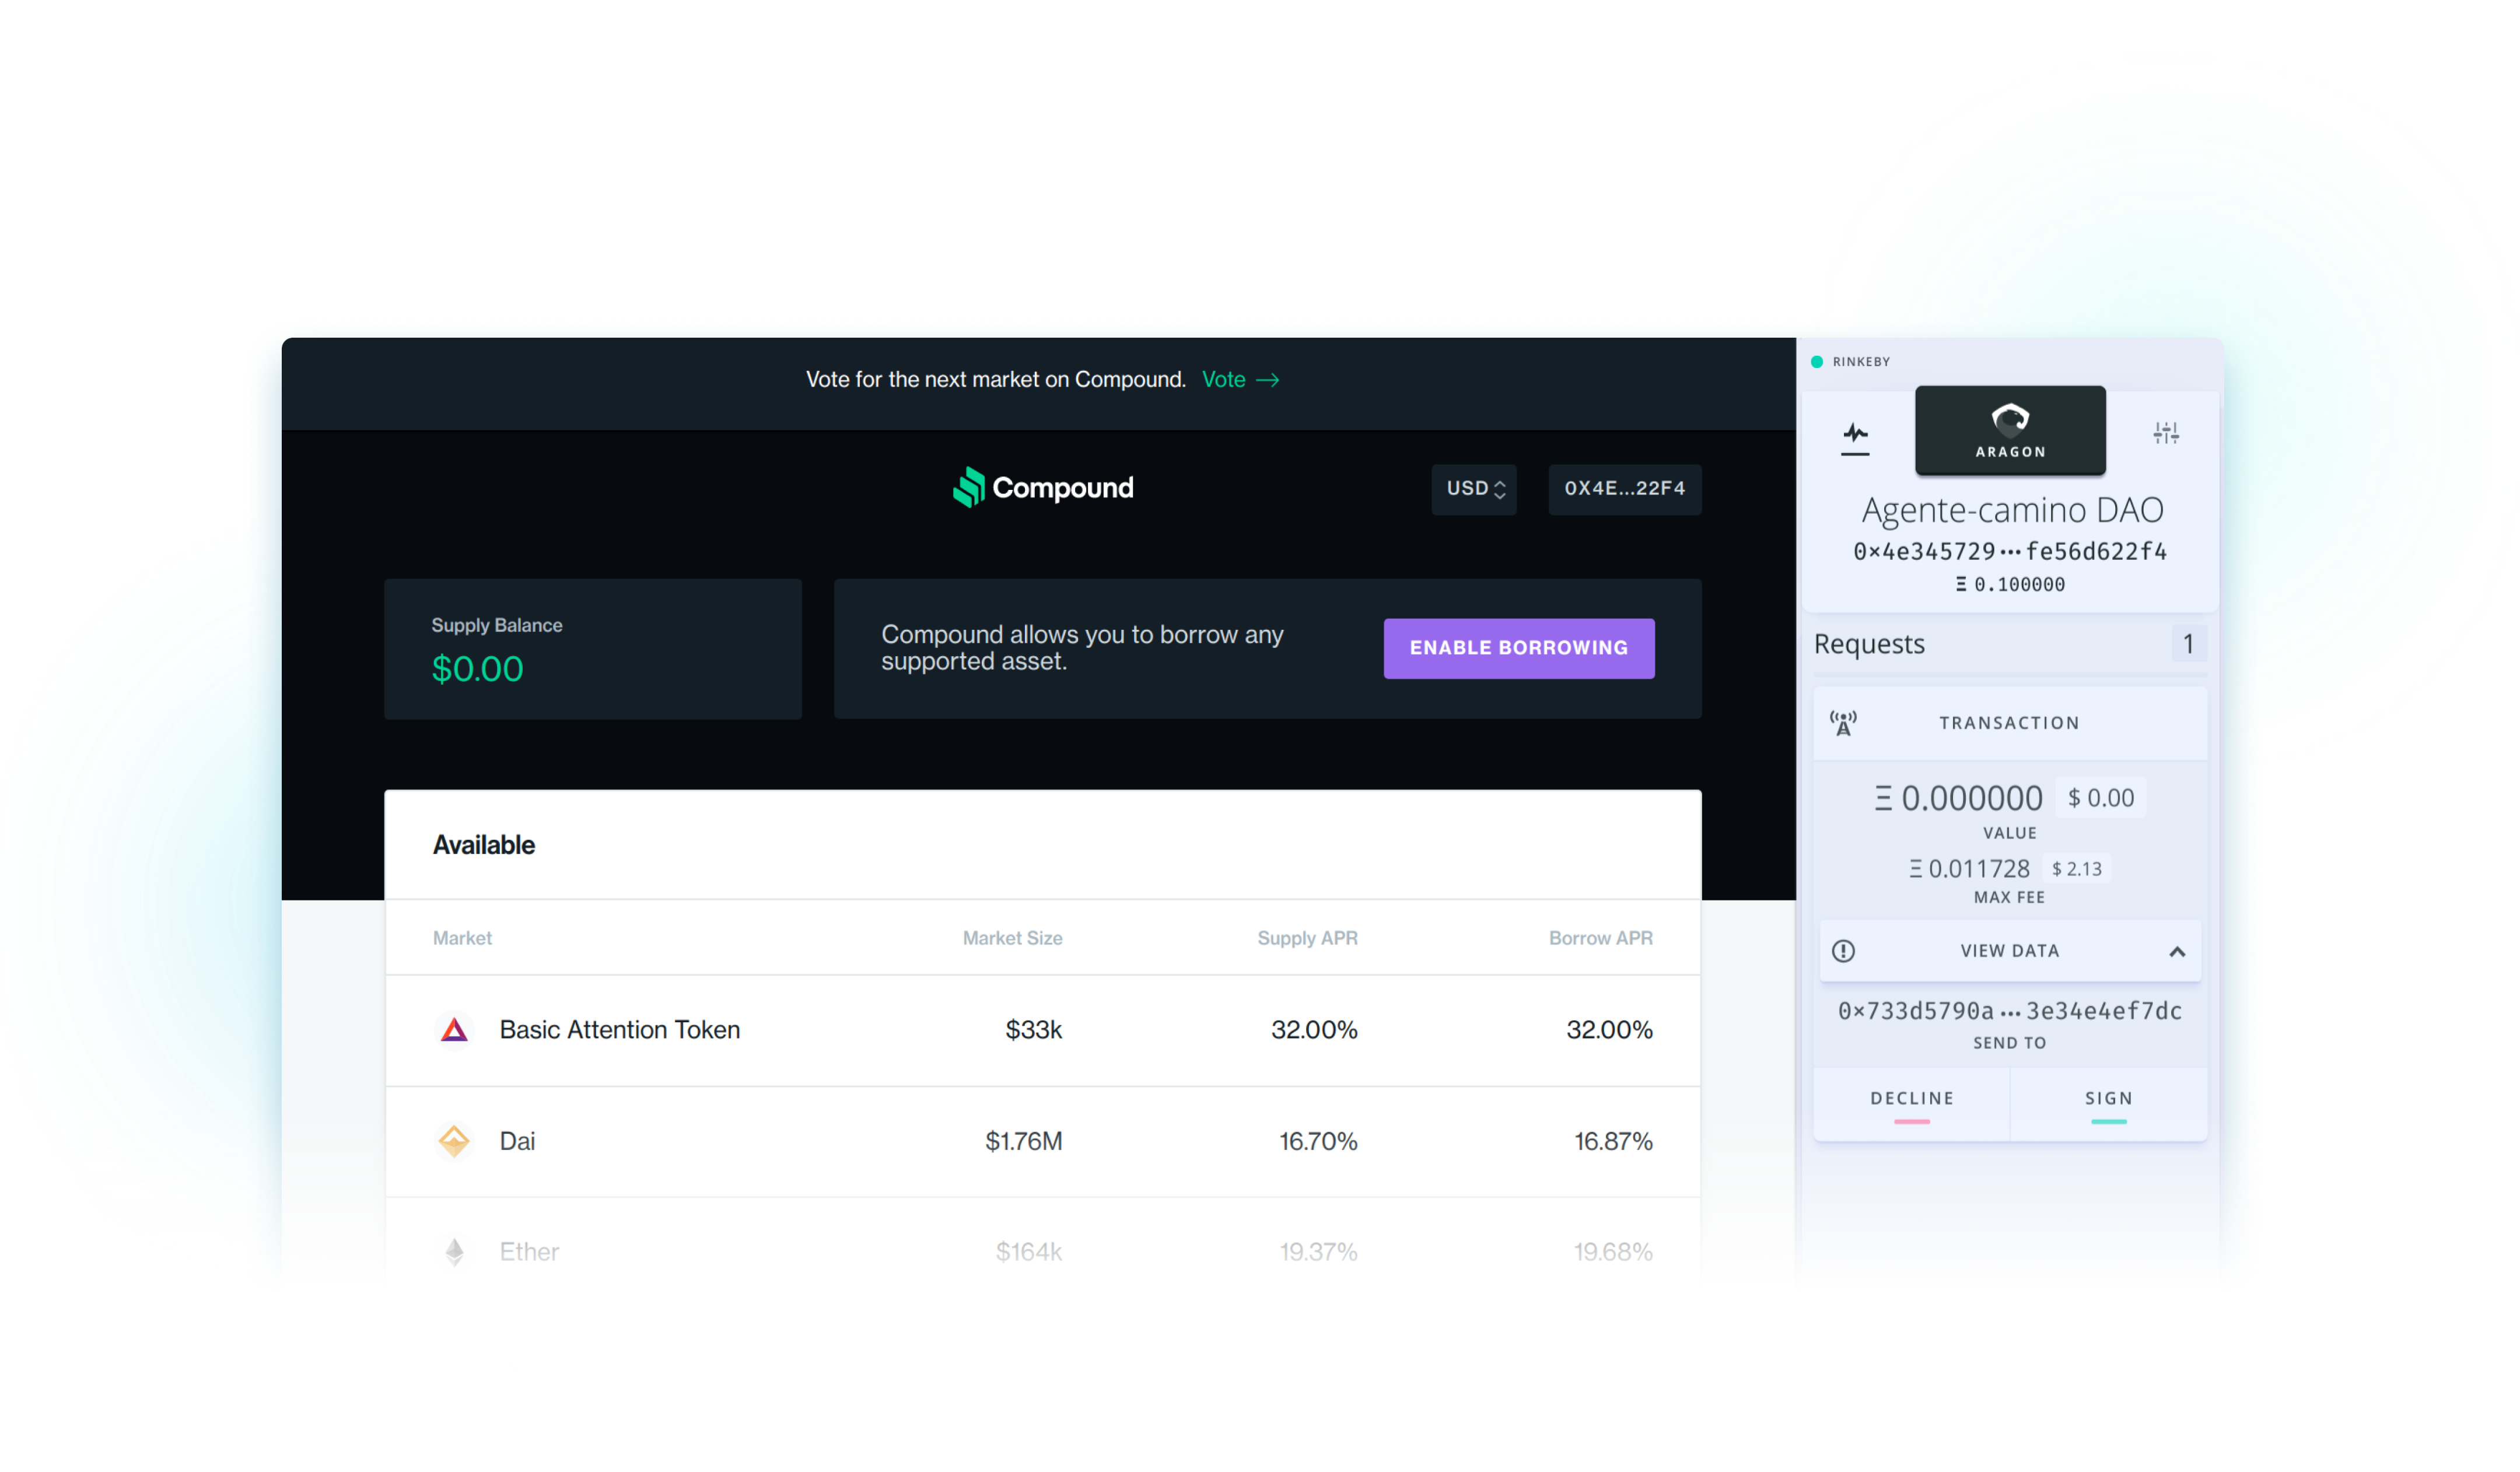 Vote for the next market on Compound. Vote →
Compound
USD
0X4E...22F4
Supply Balance
$0.00
Compound allows you to borrow any
supported asset.
ENABLE BORROWING
Available
Market Market Size Supply APR Borrow APR
Basic Attention Token $33k 32.00% 32.00%
Dai $1.76M 16.70% 16.87%
Ether $164k 19.37% 19.68%
RINKEBY
ARAGON
Agente-camino DAO
0×4e345729···fe56d622f4
Ξ 0.100000
Requests 1
TRANSACTION
Ξ 0.000000 $ 0.00
VALUE
Ξ 0.011728 $ 2.13
MAX FEE
VIEW DATA
0×733d5790a···3e34e4ef7dc
SEND TO
DECLINE SIGN